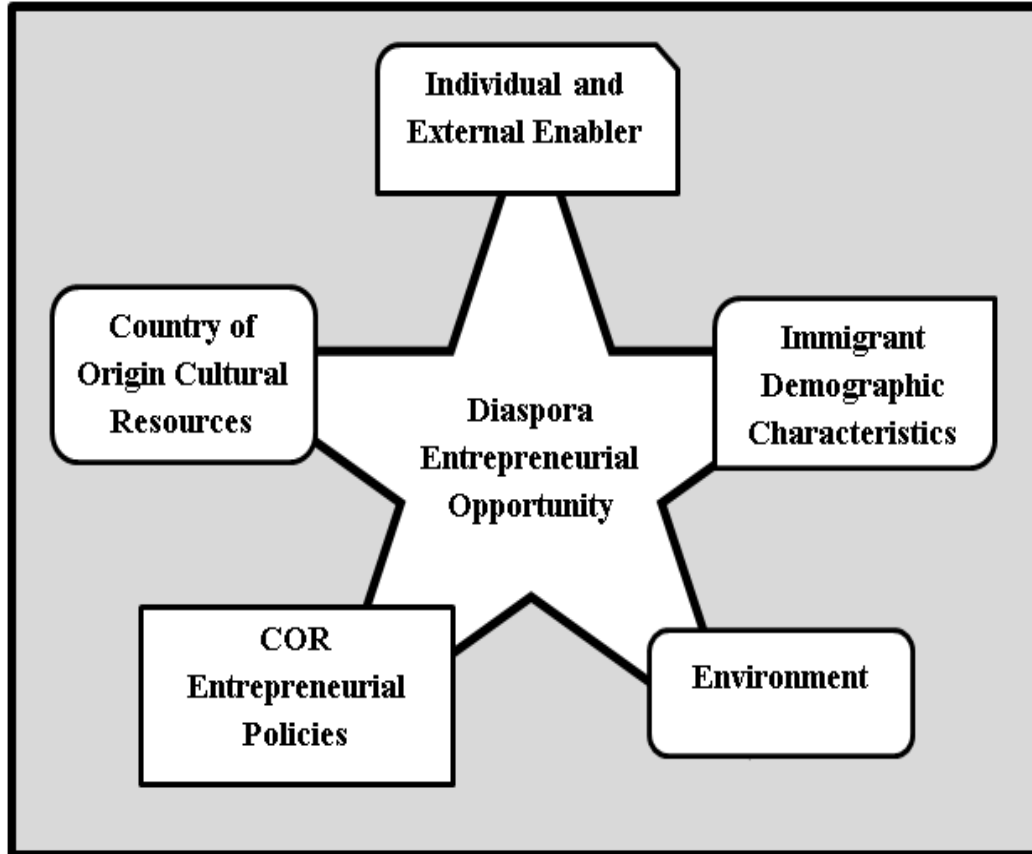 Individual and
External Enabler
Country of
Origin Cultural
Resources
Immigrant
Demographic
Characteristics
Diaspora
Entrepreneurial
Opportunity
COR
Entrepreneurial
Policies
Environment